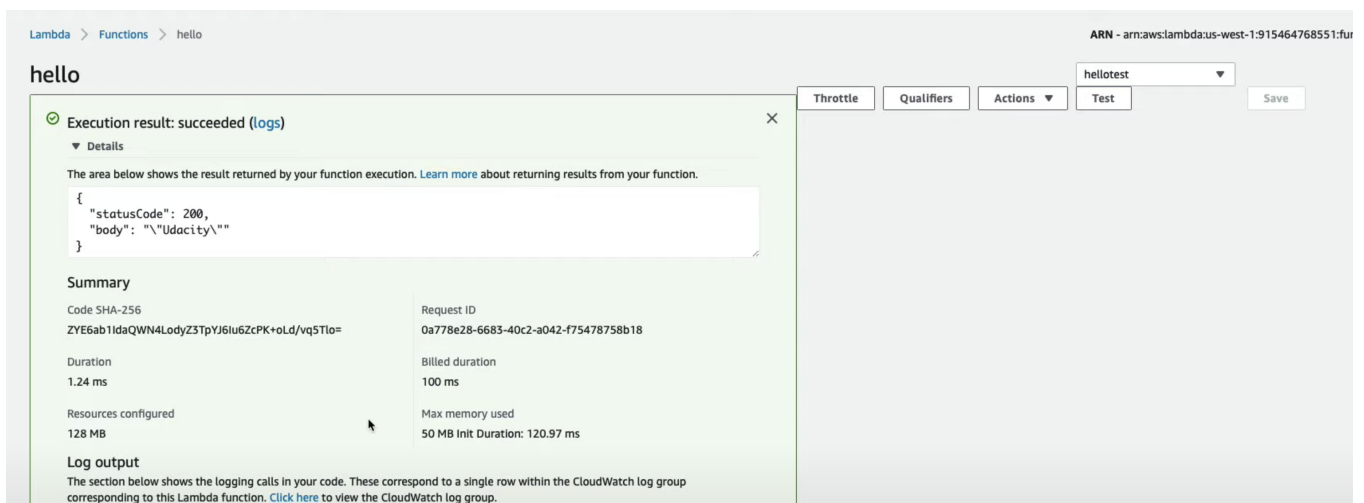 Lambda > Functions > hello
ARN - arn:aws:lambda:us-west-1:915464768551:fun
hello
hellotest
Throttle Qualifiers Actions Test Save
Execution result: succeeded (logs)
Details
The area below shows the result returned by your function execution. Learn more about returning results from your function.
{
"statusCode": 200,
"body": "\"Udacity\""
}
Summary
Code SHA-256 Request ID
ZYE6ab1IdaQWN4LodyZ3TpYJ6Iu6ZcPK+oLd/vq5Tlo= 0a778e28-6683-40c2-a042-f75478758b18
Duration Billed duration
1.24 ms 100 ms
Resources configured Max memory used
128 MB 50 MB Init Duration: 120.97 ms
Log output
The section below shows the logging calls in your code. These correspond to a single row within the CloudWatch log group
corresponding to this Lambda function. Click here to view the CloudWatch log group.